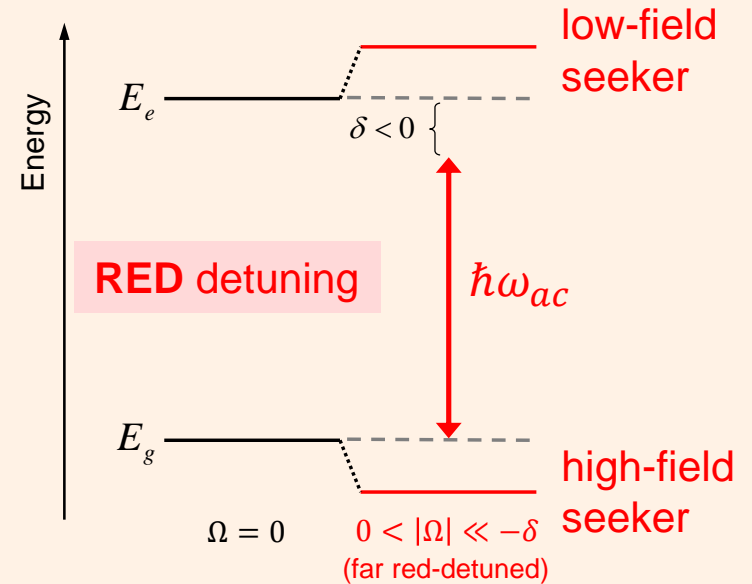 low-field
seeker
Energy
E_e
δ < 0 {
RED detuning
ℏω_ac
E_g
high-field
seeker
Ω = 0
0 < |Ω| ≪ −δ
(far red-detuned)